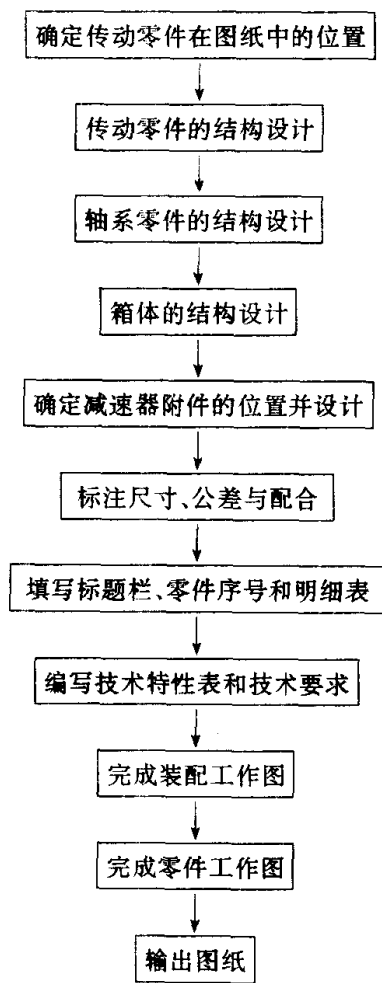 确定传动零件在图纸中的位置
传动零件的结构设计
轴系零件的结构设计
箱体的结构设计
确定减速器附件的位置并设计
标注尺寸、公差与配合
填写标题栏、零件序号和明细表
编写技术特性表和技术要求
完成装配工作图
完成零件工作图
输出图纸